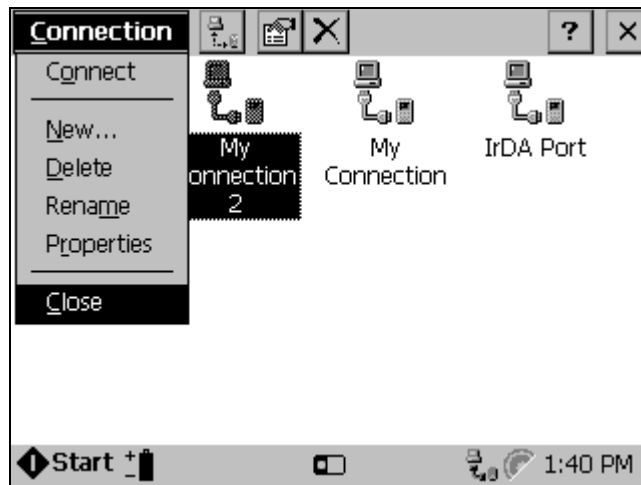 Connection
?
×
Connect
New...
Delete
Rename
Properties
Close
My
onnection
2
My
Connection
IrDA Port
Start
1:40 PM